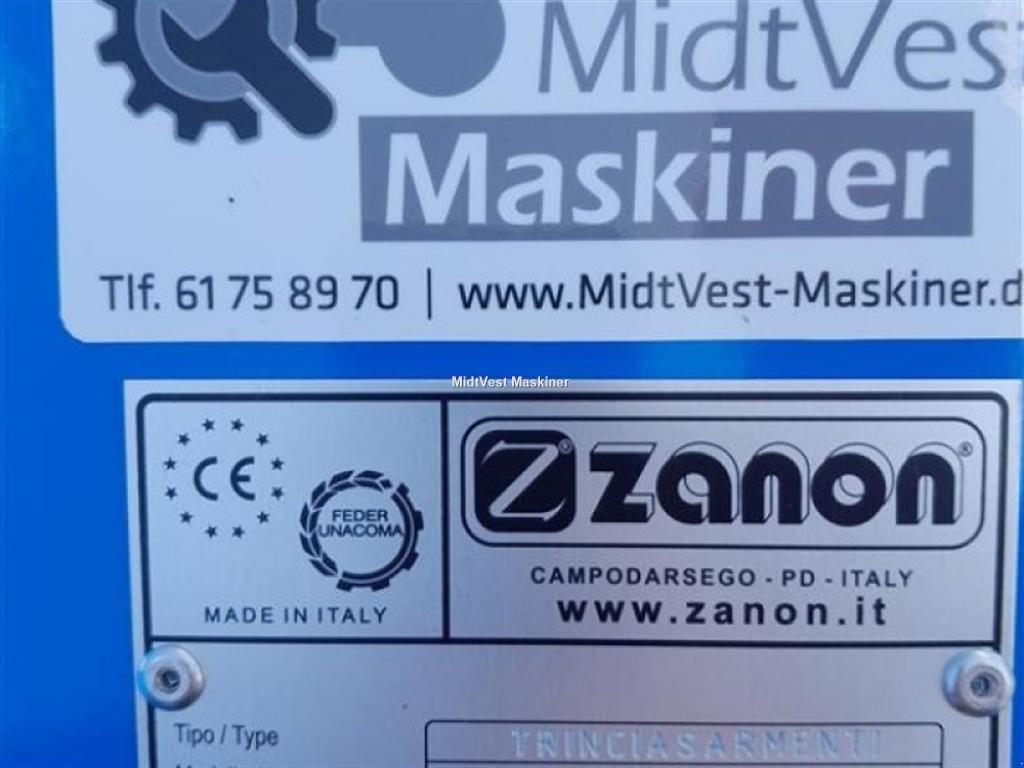 MidtVes
Maskiner
Tlf. 61 75 89 70 | www.MidtVest-Maskiner.d
MidtVest Maskiner
CE
FEDER
UNACOMA
MADE IN ITALY
Z® zanon®
CAMPODARSEGO - PD - ITALY
www.zanon.it
Tipo / Type
TRINCIASARMENTI